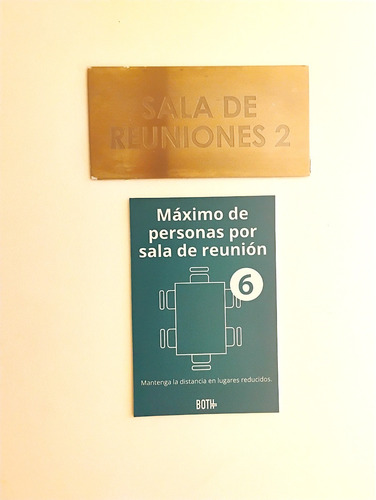 SALA DE
REUNIONES 2
Máximo de
personas por
sala de reunión
6
Mantenga la distancia en lugares reducidos.
BOTH